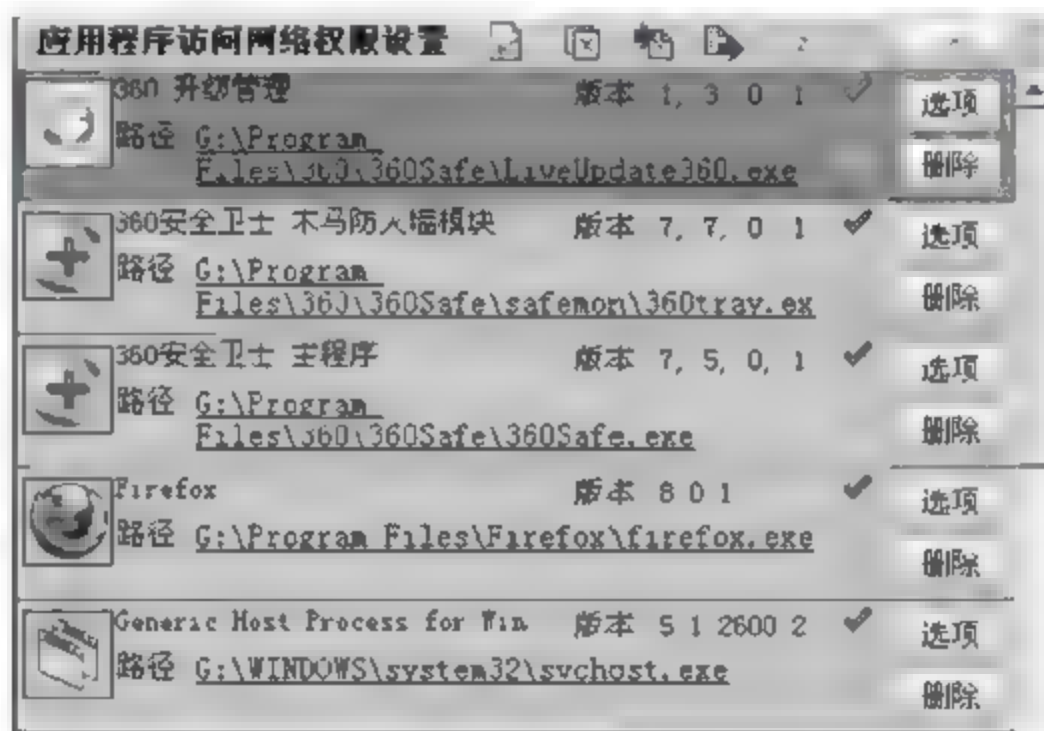 应用程序访问网络权限设置
360 升级管理 版本 1, 3 0 1 选项
路径 G:\Program
Files\360\360Safe\LiveUpdate360.exe 删除
360安全卫士 木马防火墙模块 版本 7, 7, 0 1 选项
路径 G:\Program
Files\360\360Safe\safemon\360tray.ex 删除
360安全卫士 主程序 版本 7, 5, 0, 1 选项
路径 G:\Program
Files\360\360Safe\360Safe.exe 删除
Firefox 版本 8 0 1 选项
路径 G:\Program Files\Firefox\firefox.exe 删除
Generic Host Process for Win 版本 5 1 2600 2 选项
路径 G:\WINDOWS\system32\svchost.exe 删除